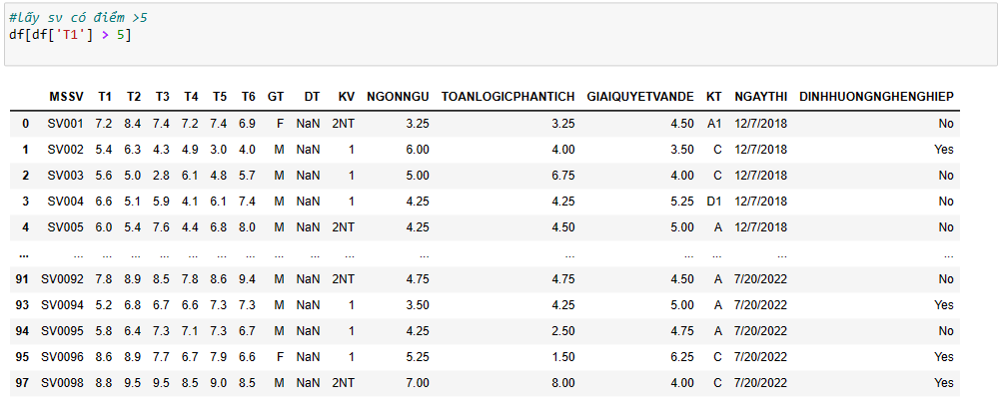 #lấy sv có điểm >5
df[df['T1'] > 5]
MSSV T1 T2 T3 T4 T5 T6 GT DT KV NGONNGU TOANLOGICPHANTICH GIAIQUYETVANDE KT NGAYTHI DINHHUONGNGHENGHIEP
0 SV001 7.2 8.4 7.4 7.2 7.4 6.9 F NaN 2NT 3.25 3.25 4.50 A1 12/7/2018 No
1 SV002 5.4 6.3 4.3 4.9 3.0 4.0 M NaN 1 6.00 4.00 3.50 C 12/7/2018 Yes
2 SV003 5.6 5.0 2.8 6.1 4.8 5.7 M NaN 1 5.00 6.75 4.00 C 12/7/2018 No
3 SV004 6.6 5.1 5.9 4.1 6.1 7.4 M NaN 1 4.25 4.25 5.25 D1 12/7/2018 No
4 SV005 6.0 5.4 7.6 4.4 6.8 8.0 M NaN 2NT 4.25 4.50 5.00 A 12/7/2018 No
... ... ... ... ... ... ... ... ... ... ... ... ... ... ... ... ...
91 SV0092 7.8 8.9 8.5 7.8 8.6 9.4 M NaN 2NT 4.75 4.75 4.50 A 7/20/2022 No
93 SV0094 5.2 6.8 6.7 6.6 7.3 7.3 M NaN 1 3.50 4.25 5.00 A 7/20/2022 Yes
94 SV0095 5.8 6.4 7.3 7.1 7.3 6.7 M NaN 1 4.25 2.50 4.75 A 7/20/2022 No
95 SV0096 8.6 8.9 7.7 6.7 7.9 6.6 F NaN 1 5.25 1.50 6.25 C 7/20/2022 Yes
97 SV0098 8.8 9.5 9.5 8.5 9.0 8.5 M NaN 2NT 7.00 8.00 4.00 C 7/20/2022 Yes